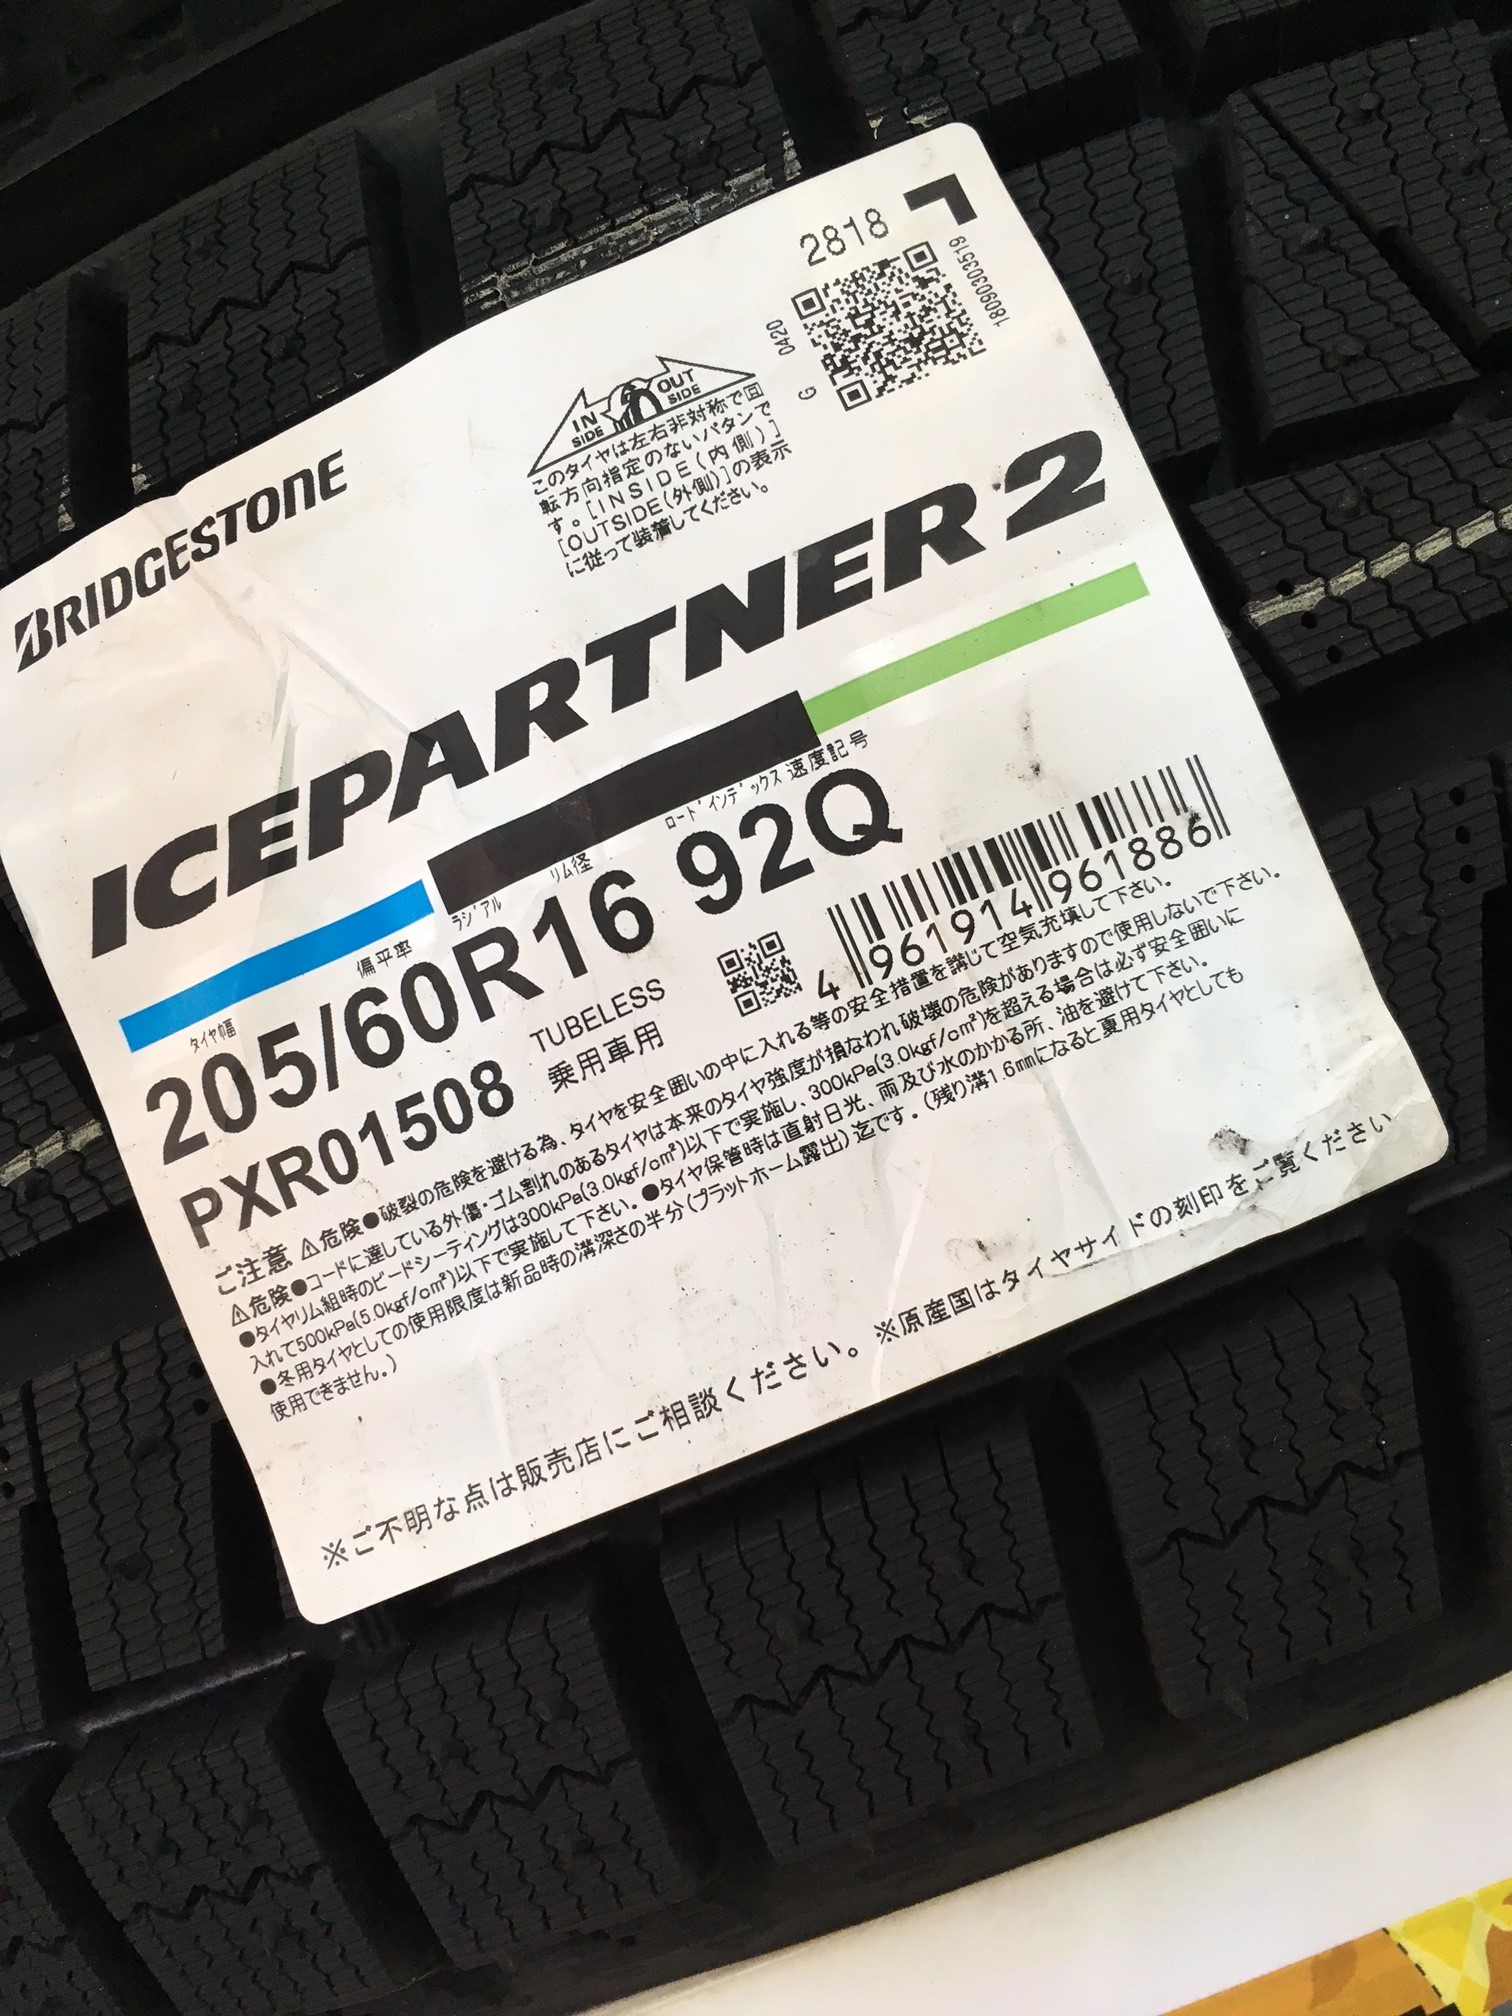 2818
0420
G
18090303519
BRIDGESTONE
IN SIDE
OUT SIDE
このタイヤは左右非対称で回
転方向指定のないパタンで
す。[INSIDE(内側)]
[OUTSIDE(外側)]の表示
に従って装着してください。
ICEPARTNER 2
タイヤ幅 偏平率 ラジアル リム径 ロードインデックス 速度記号
205/60R16 92Q
PXR01508
TUBELESS
乗用車用
4 961914 961886
ご注意 ⚠危険●破裂の危険を避ける為、タイヤを安全囲いの中に入れる等の安全措置を講じて空気充填して下さい。
⚠危険●コードに達している外傷・ゴム割れのあるタイヤは本来のタイヤ強度が損なわれ破壊の危険がありますので使用しないで下さい。
●タイヤリム組時のビードシーティングは300kPa(3.0kgf/c㎡)以下で実施し、300kPa(3.0kgf/c㎡)を超える場合は必ず安全囲いに
入れて500kPa(5.0kgf/c㎡)以下で実施して下さい。●タイヤ保管時は直射日光、雨及び水のかかる所、油を避けて下さい。
●冬用タイヤとしての使用限度は新品時の溝深さの半分(プラットホーム露出)迄です。(残り溝1.6㎜になると夏用タイヤとしても
使用できません。)
※ご不明な点は販売店にご相談ください。※原産国はタイヤサイドの刻印をご覧ください